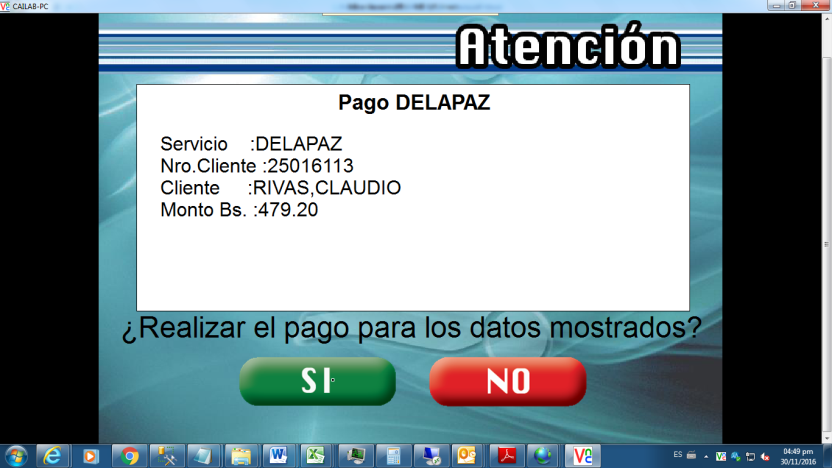 CAILAB-PC
Atención
Pago DELAPAZ
Servicio :DELAPAZ
Nro.Cliente :25016113
Cliente :RIVAS,CLAUDIO
Monto Bs. :479.20
¿Realizar el pago para los datos mostrados?
SI
NO
ES
04:49 pm
30/11/2016